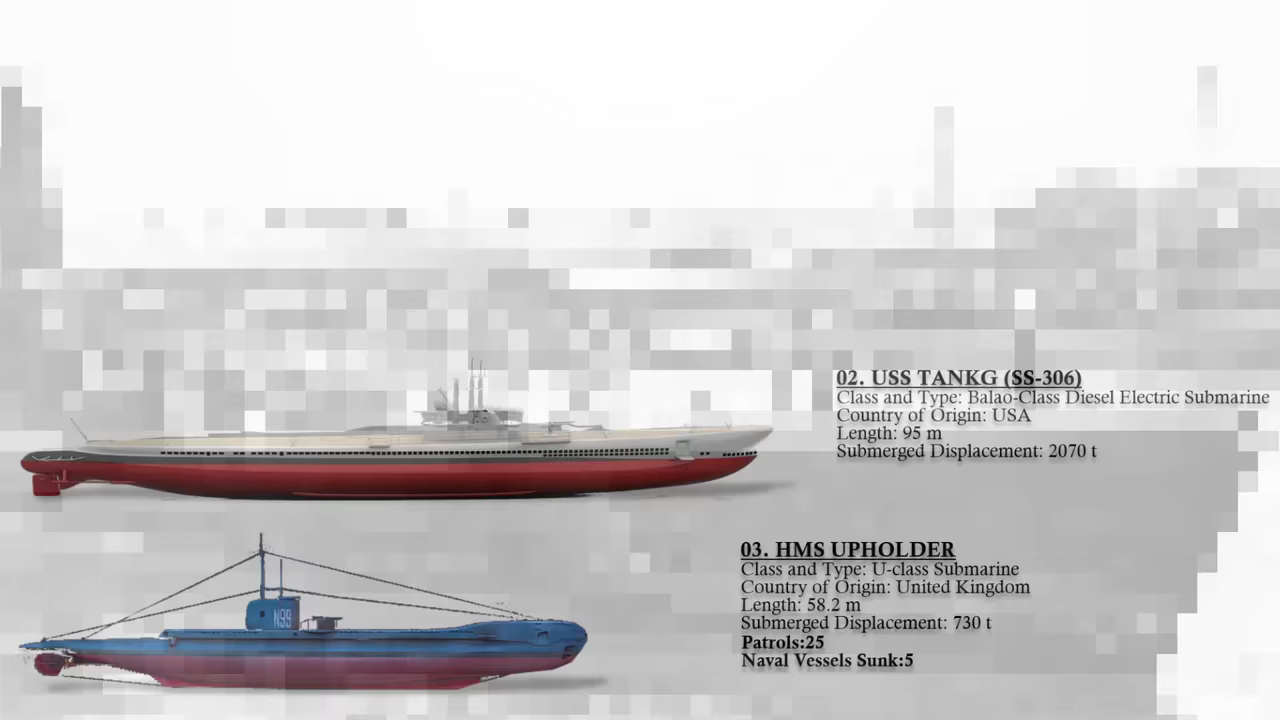 02. USS TANKG (SS-306)
Class and Type: Balao-Class Diesel Electric Submarine
Country of Origin: USA
Length: 95 m
Submerged Displacement: 2070 t
03. HMS UPHOLDER
Class and Type: U-class Submarine
Country of Origin: United Kingdom
Length: 58.2 m
Submerged Displacement: 730 t
Patrols:25
Naval Vessels Sunk:5
N99